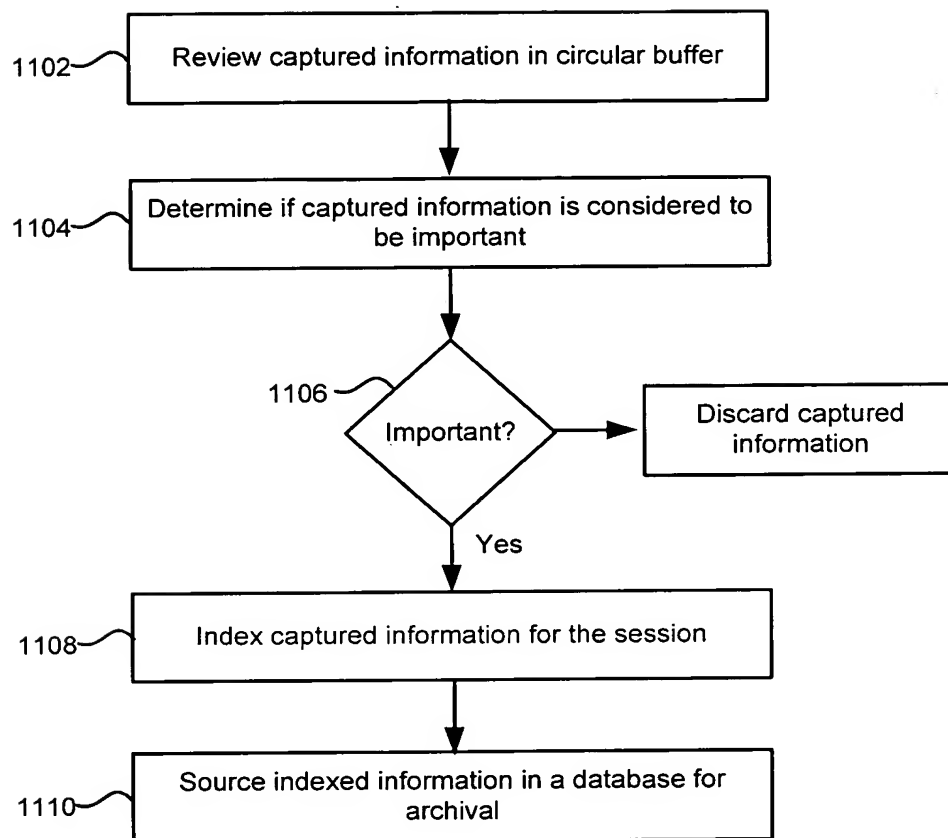 1102
Review captured information in circular buffer
1104
Determine if captured information is considered to
be important
1106
Important?
Discard captured
information
Yes
1108
Index captured information for the session
1110
Source indexed information in a database for
archival